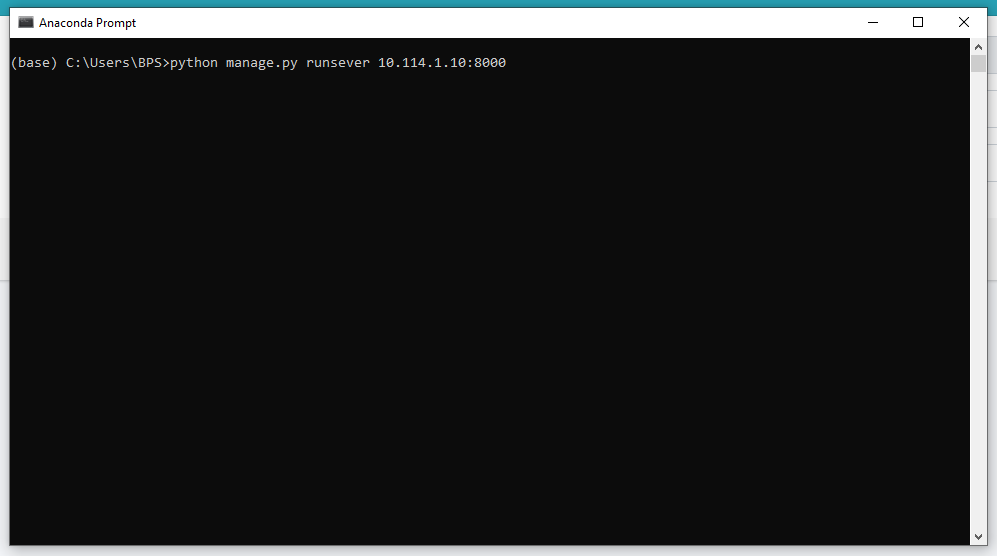 Anaconda Prompt
(base) C:\Users\BPS>python manage.py runsever 10.114.1.10:8000